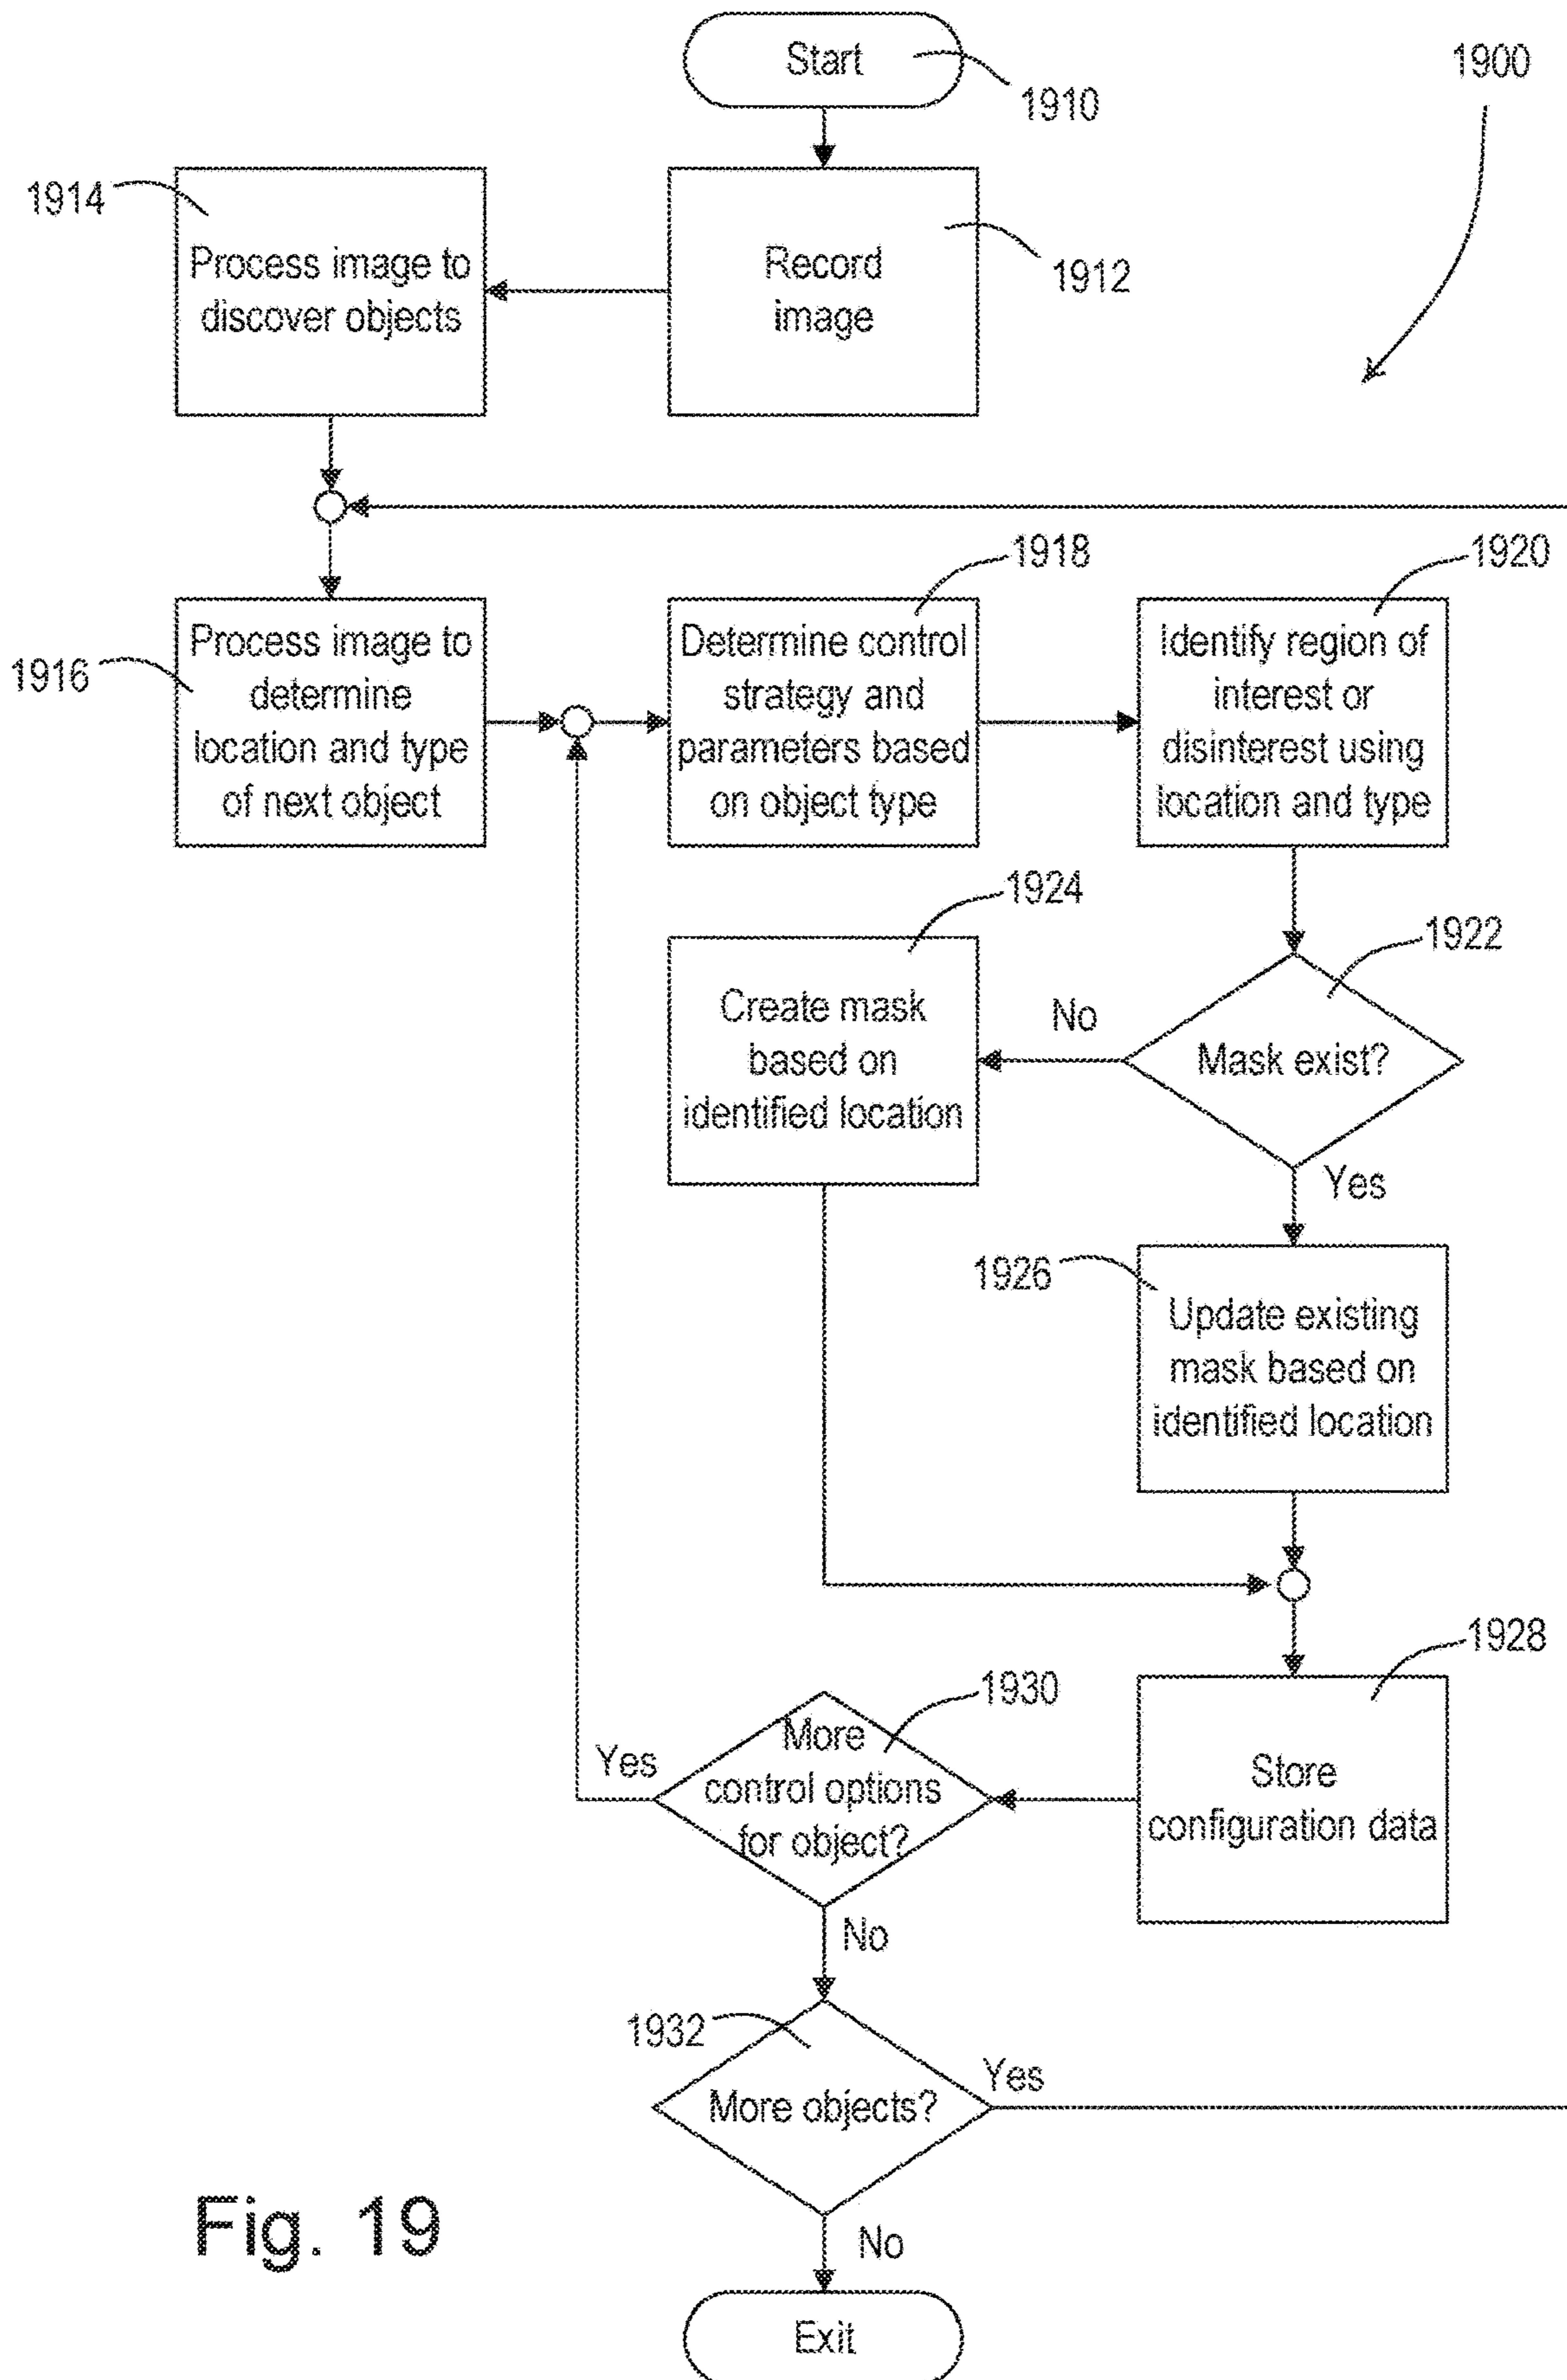 Start
1910
1900
1914
Process image to
discover objects
Record
image
1912
1918
1920
1916
Process image to
determine
location and type
of next object
Determine control
strategy and
parameters based
on object type
Identify region of
interest or
disinterest using
location and type
1924
1922
Create mask
based on
identified location
No
Mask exist?
Yes
1926
Update existing
mask based on
identified location
1928
1930
Yes
More
control options
for object?
Store
configuration data
No
1932
More objects?
Yes
No
Exit
Fig. 19